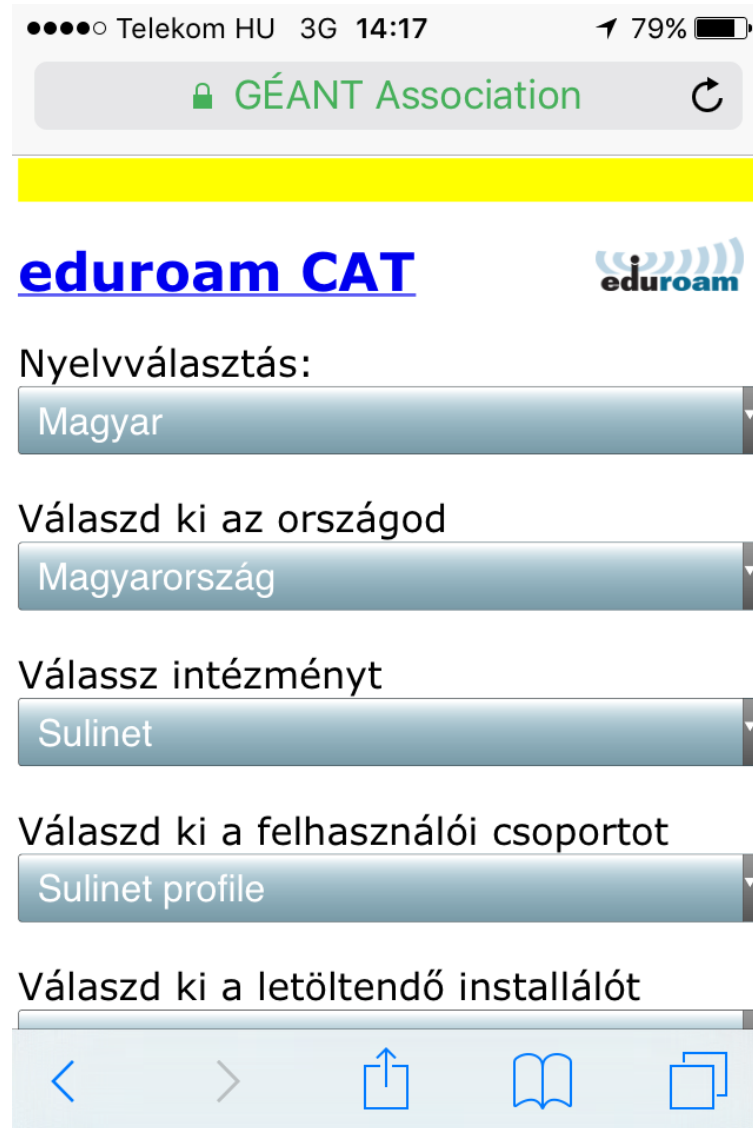 Telekom HU 3G 14:17 79%
GÉANT Association
eduroam CAT
eduroam
Nyelvválasztás:
Magyar
Válaszd ki az országod
Magyarország
Válassz intézményt
Sulinet
Válaszd ki a felhasználói csoportot
Sulinet profile
Válaszd ki a letöltendő installálót